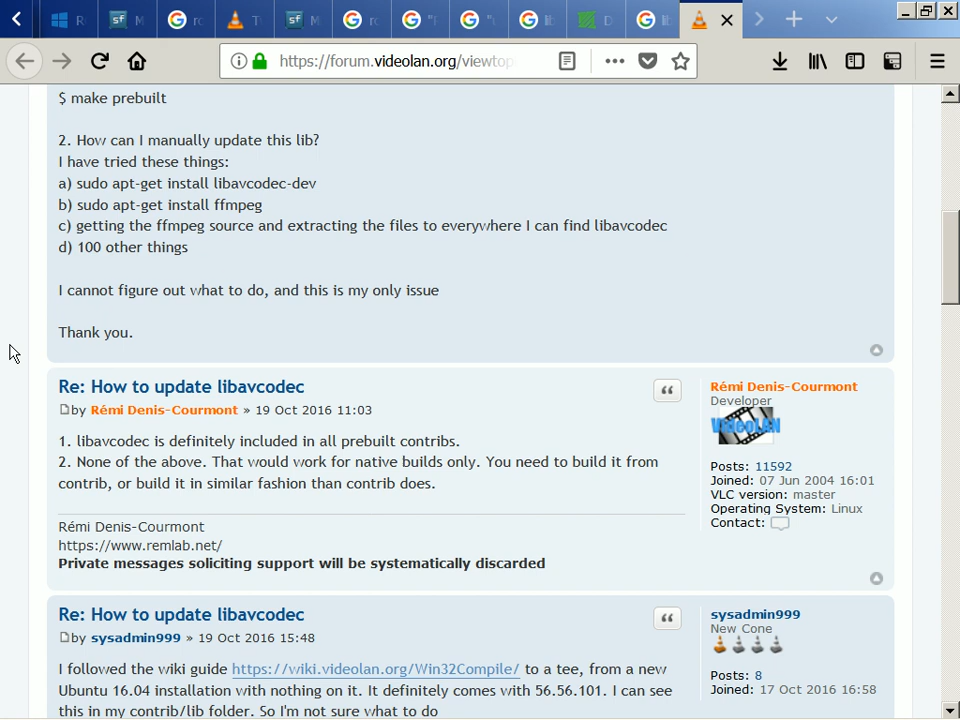 https://forum.videolan.org/viewtop
$ make prebuilt
2. How can I manually update this lib?
I have tried these things:
a) sudo apt-get install libavcodec-dev
b) sudo apt-get install ffmpeg
c) getting the ffmpeg source and extracting the files to everywhere I can find libavcodec
d) 100 other things
I cannot figure out what to do, and this is my only issue
Thank you.
Re: How to update libavcodec
by Rémi Denis-Courmont » 19 Oct 2016 11:03
1. libavcodec is definitely included in all prebuilt contribs.
2. None of the above. That would work for native builds only. You need to build it from
contrib, or build it in similar fashion than contrib does.
Rémi Denis-Courmont
https://www.remlab.net/
Private messages soliciting support will be systematically discarded
Rémi Denis-Courmont
Developer
VideoLAN
Posts: 11592
Joined: 07 Jun 2004 16:01
VLC version: master
Operating System: Linux
Contact:
Re: How to update libavcodec
by sysadmin999 » 19 Oct 2016 15:48
I followed the wiki guide https://wiki.videolan.org/Win32Compile/ to a tee, from a new
Ubuntu 16.04 installation with nothing on it. It definitely comes with 56.56.101. I can see
this in my contrib/lib folder. So I'm not sure what to do
sysadmin999
New Cone
Posts: 8
Joined: 17 Oct 2016 16:58